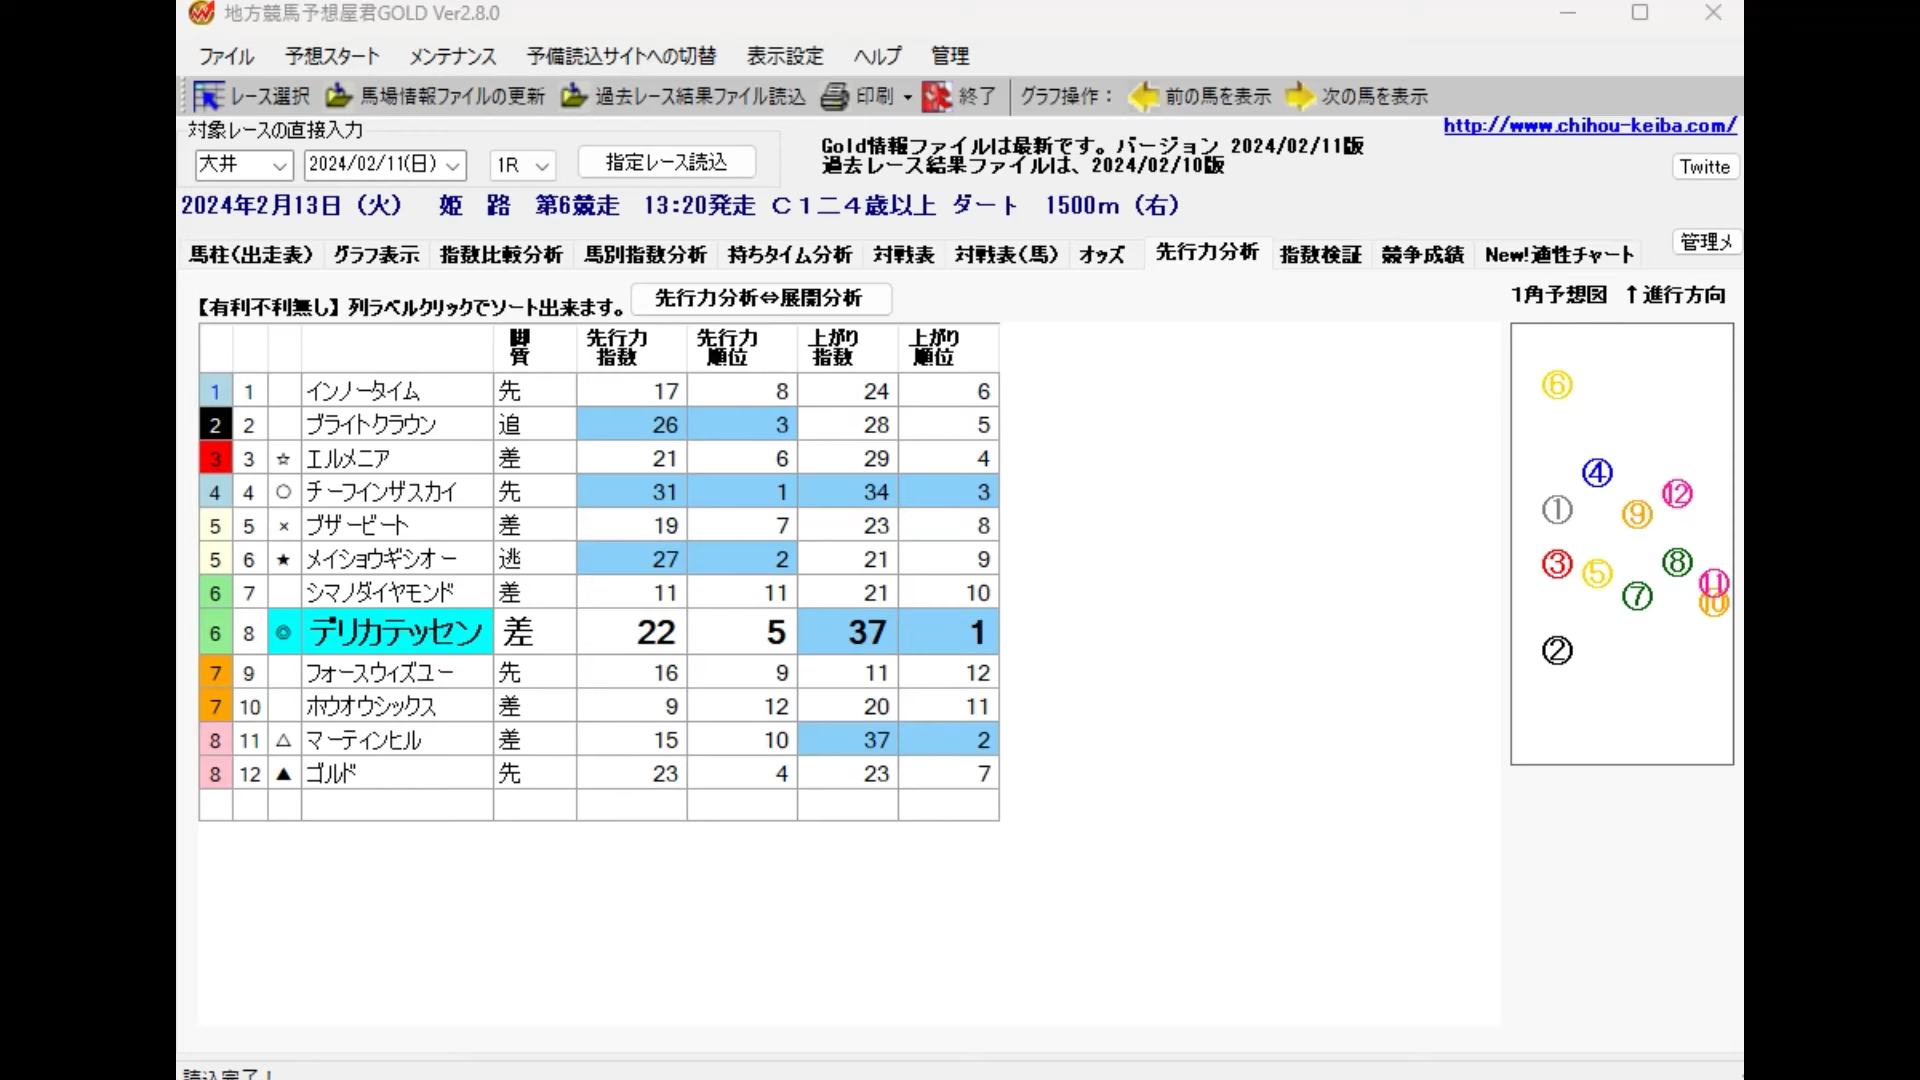 地方競馬予想屋君GOLD Ver2.8.0
ファイル 予想スタート メンテナンス 予備読込サイトへの切替 表示設定 ヘルプ 管理
レース選択 馬場情報ファイルの更新 過去レース結果ファイル読込 印刷 終了 グラフ操作： 前の馬を表示 次の馬を表示
対象レースの直接入力
http://www.chihou-keiba.com/
大井 2024/02/11(日) 1R 指定レース読込
Gold情報ファイルは最新です。バージョン 2024/02/11版
過去レース結果ファイルは、2024/02/10版
Twitte
2024年2月13日（火） 姫 路 第6競走 13:20発走 Ｃ１二４歳以上 ダート 1500m（右）
管理メ
馬柱(出走表) グラフ表示 指数比較分析 馬別指数分析 持ちタイム分析 対戦表 対戦表(馬) オッズ 先行力分析 指数検証 競争成績 New!適性チャート
【有利不利無し】列ラベルクリックでソート出来ます。 先行力分析⇔展開分析
1角予想図 ↑進行方向
脚質 先行力指数 先行力順位 上がり指数 上がり順位
1 1 インノータイム 先 17 8 24 6
2 2 ブライトクラウン 追 26 3 28 5
3 3 ☆ エルメニア 差 21 6 29 4
4 4 ○ チーフインザスカイ 先 31 1 34 3
5 5 × ブザービート 差 19 7 23 8
5 6 ★ メイショウギシオー 逃 27 2 21 9
6 7 シマノダイヤモンド 差 11 11 21 10
6 8 ◎ デリカテッセン 差 22 5 37 1
7 9 フォースウィズユー 先 16 9 11 12
7 10 ホウオウシックス 差 9 12 20 11
8 11 △ マーティンヒル 差 15 10 37 2
8 12 ▲ ゴルド 先 23 4 23 7
⑥
④
⑫
①
⑨
③
⑤
⑧
⑪
⑦
⑩
②
読込完了！